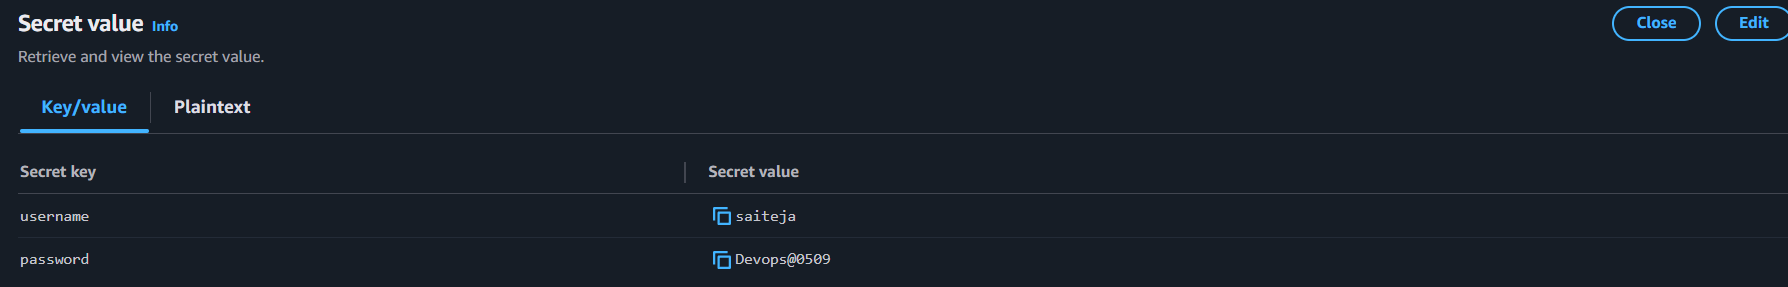 Secret value Info
Close Edit
Retrieve and view the secret value.
Key/value Plaintext
Secret key Secret value
username saiteja
password Devops@0509